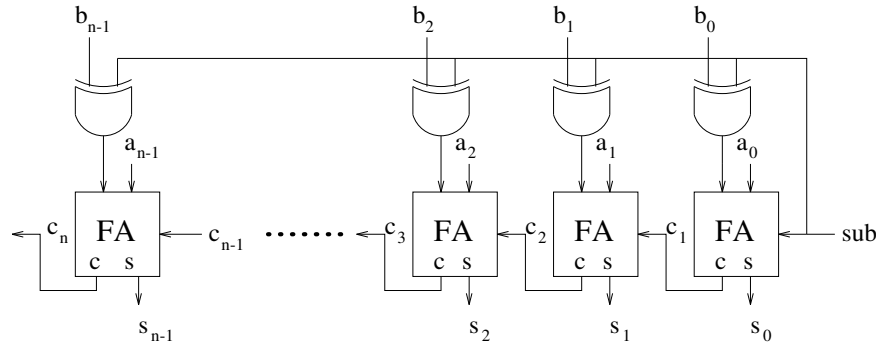 b_{n-1} b_2 b_1 b_0
a_{n-1} a_2 a_1 a_0
c_n FA c_{n-1} ....... c_3 FA c_2 FA c_1 FA sub
c s c s c s c s
s_{n-1} s_2 s_1 s_0